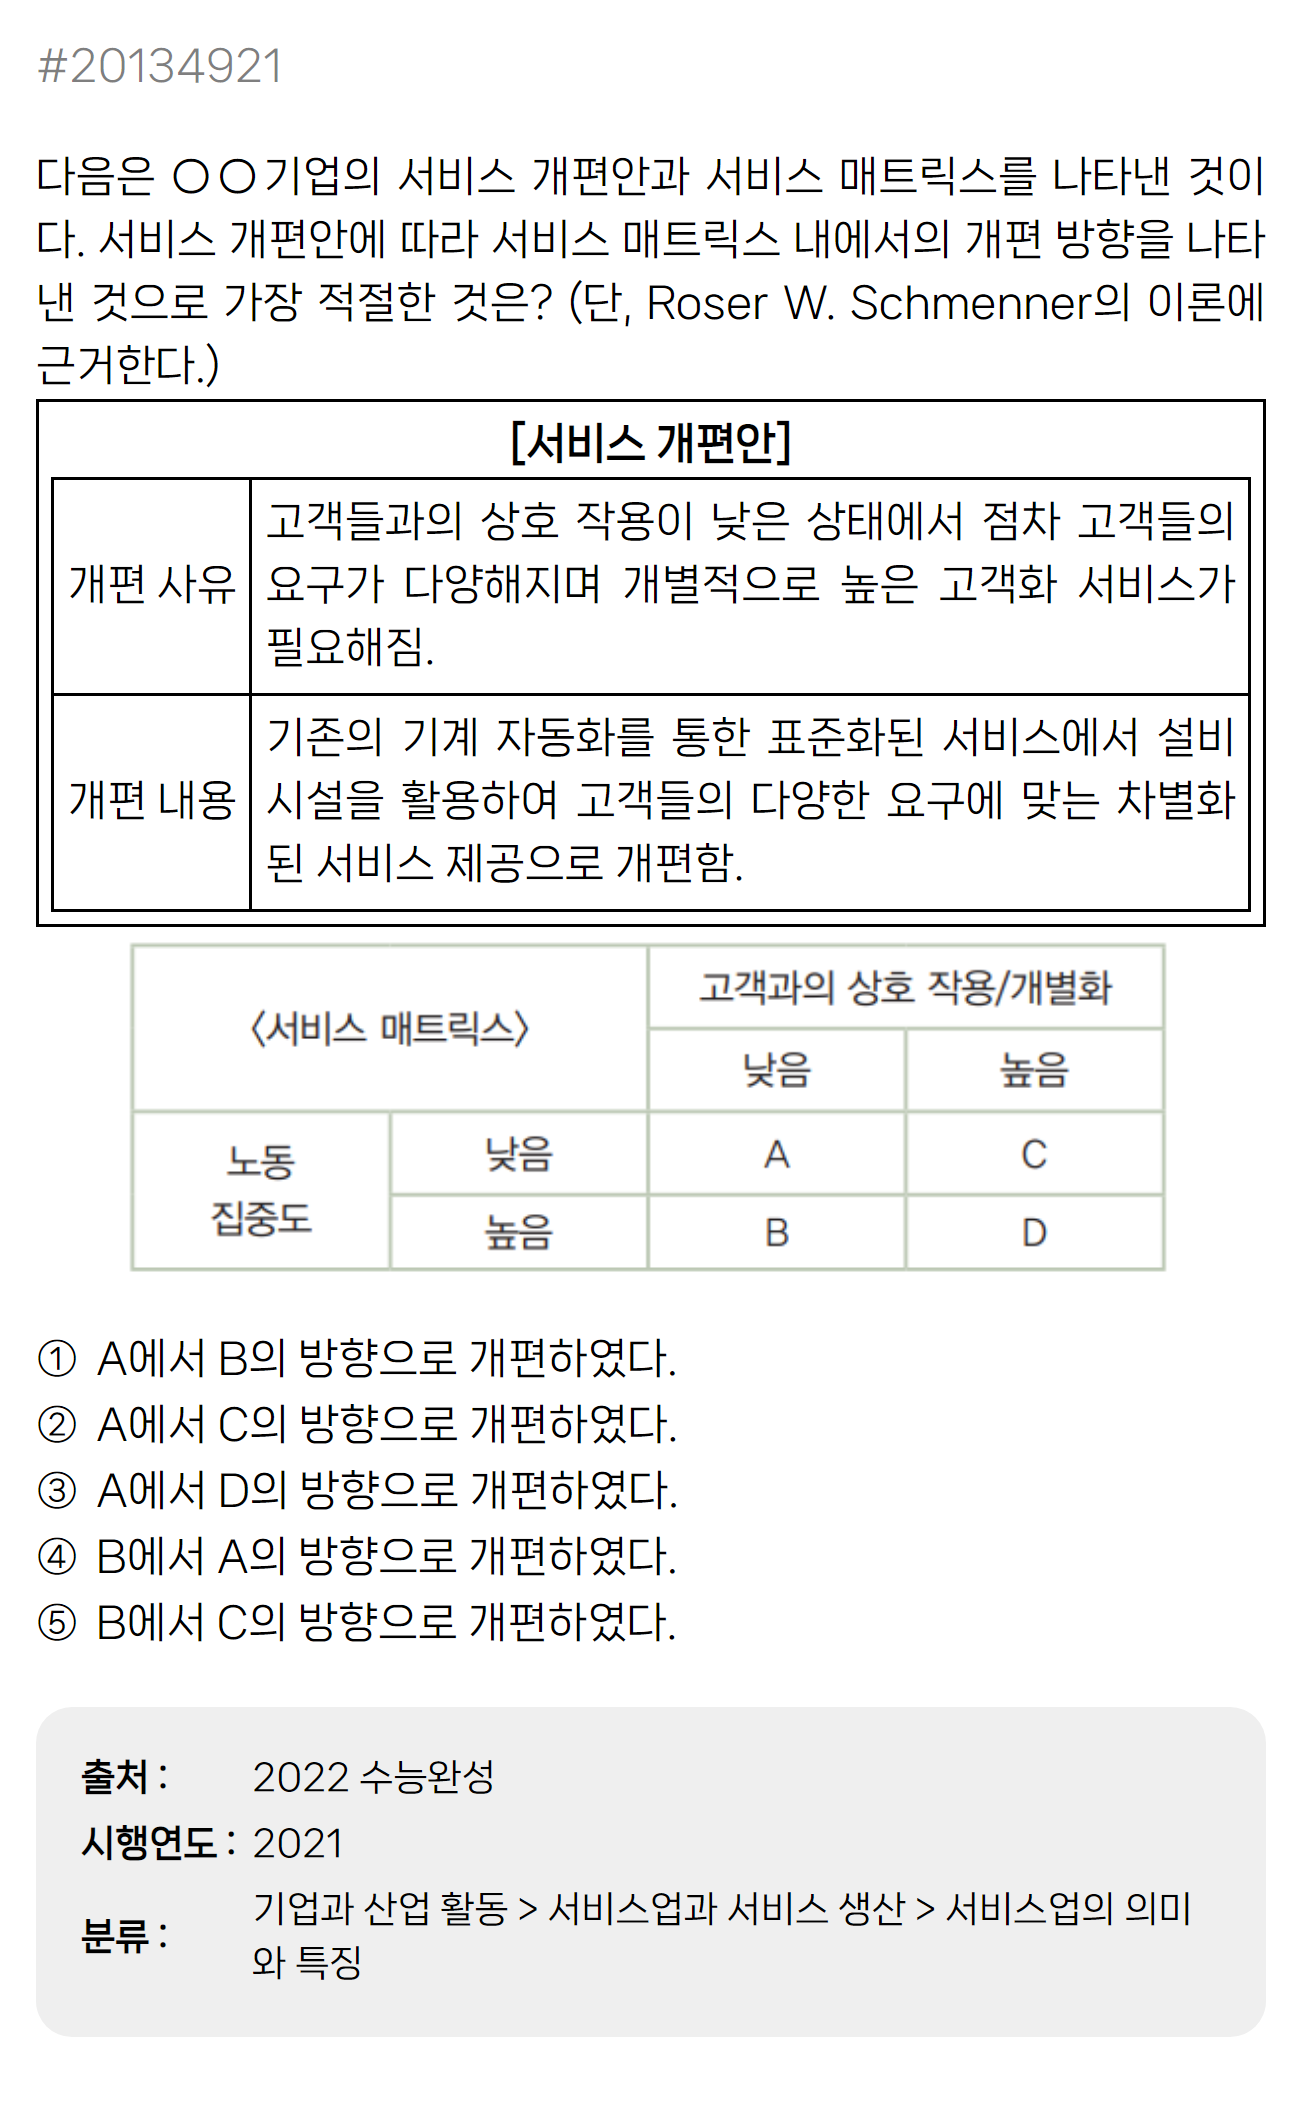 #20134921
다음은 ○○기업의 서비스 개편안과 서비스 매트릭스를 나타낸 것이
다. 서비스 개편안에 따라 서비스 매트릭스 내에서의 개편 방향을 나타
낸 것으로 가장 적절한 것은? (단, Roser W. Schmenner의 이론에
근거한다.)
[서비스 개편안]
개편 사유
고객들과의 상호 작용이 낮은 상태에서 점차 고객들의
요구가 다양해지며 개별적으로 높은 고객화 서비스가
필요해짐.
개편 내용
기존의 기계 자동화를 통한 표준화된 서비스에서 설비
시설을 활용하여 고객들의 다양한 요구에 맞는 차별화
된 서비스 제공으로 개편함.
〈서비스 매트릭스〉
고객과의 상호 작용/개별화
낮음 높음
노동
집중도
낮음 A C
높음 B D
① A에서 B의 방향으로 개편하였다.
② A에서 C의 방향으로 개편하였다.
③ A에서 D의 방향으로 개편하였다.
④ B에서 A의 방향으로 개편하였다.
⑤ B에서 C의 방향으로 개편하였다.
출처 : 2022 수능완성
시행연도 : 2021
분류 : 기업과 산업 활동 > 서비스업과 서비스 생산 > 서비스업의 의미
와 특징